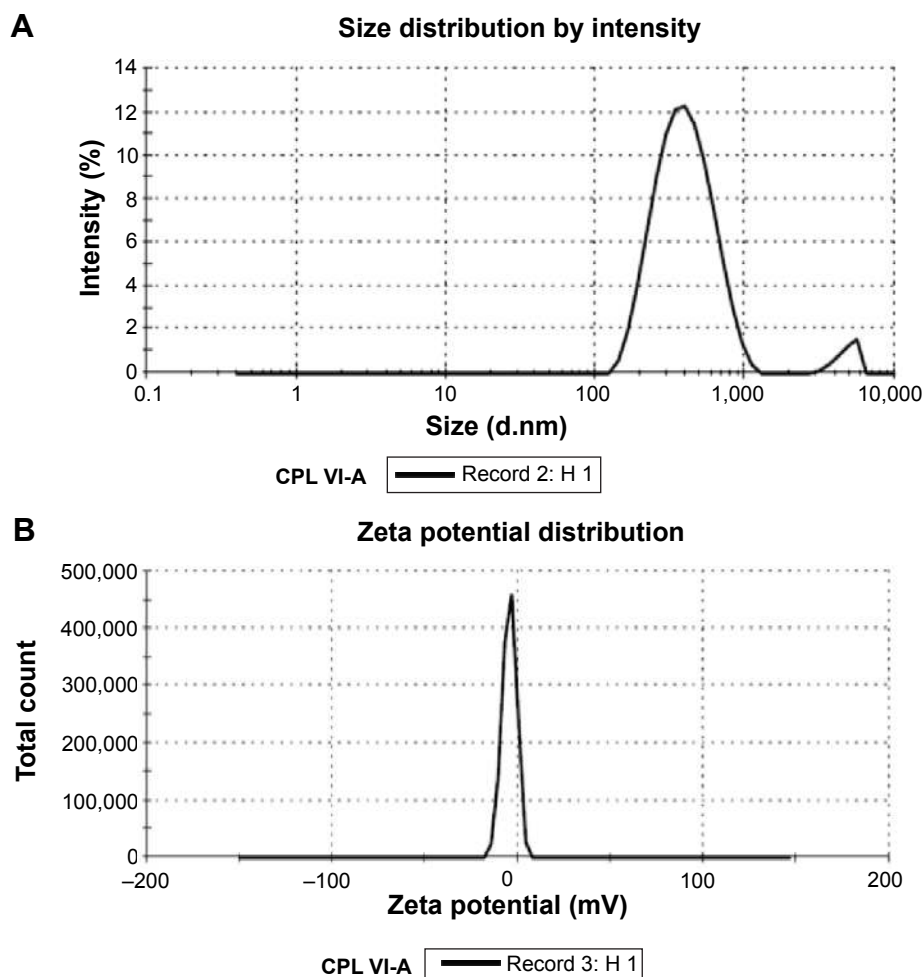 A
Size distribution by intensity
14
12
10
8
6
4
2
0
Intensity (%)
0.1 1 10 100 1,000 10,000
Size (d.nm)
CPL VI-A Record 2: H 1
B
Zeta potential distribution
500,000
400,000
300,000
200,000
100,000
0
Total count
–200 –100 0 100 200
Zeta potential (mV)
CPL VI-A Record 3: H 1